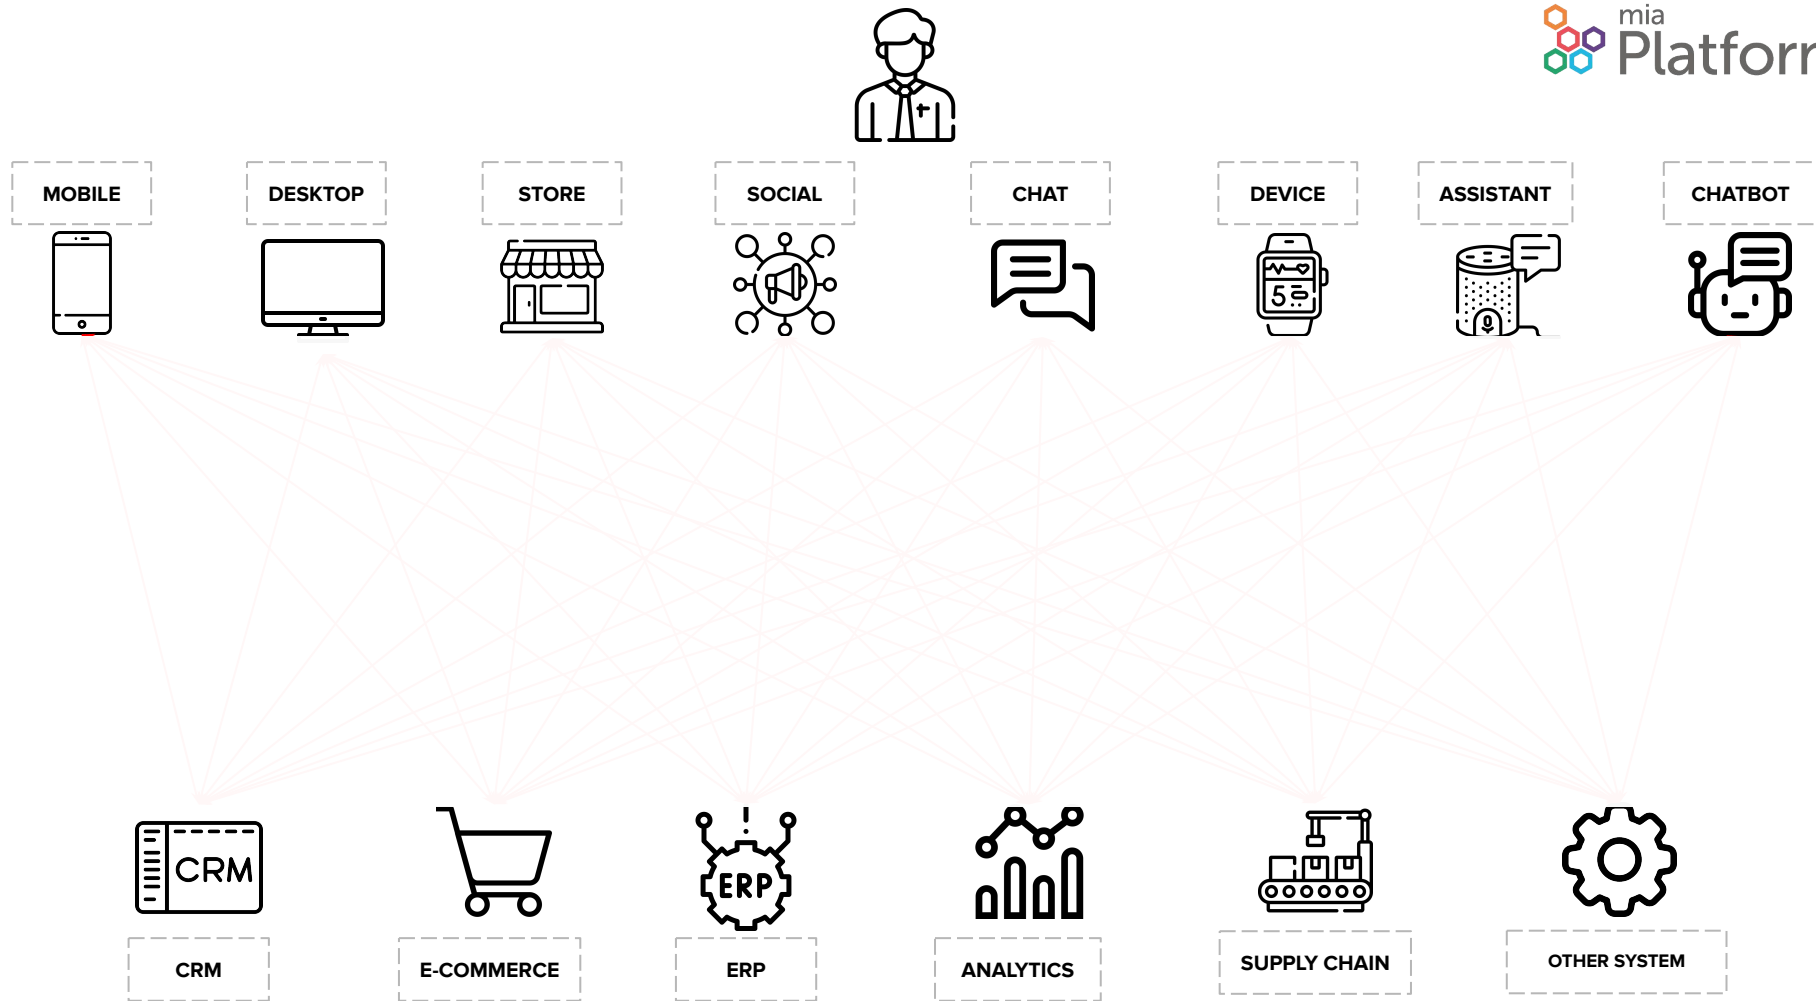 mia
Platform
MOBILE
DESKTOP
STORE
SOCIAL
CHAT
DEVICE
ASSISTANT
CHATBOT
5
CRM
ERP
CRM
E-COMMERCE
ERP
ANALYTICS
SUPPLY CHAIN
OTHER SYSTEM